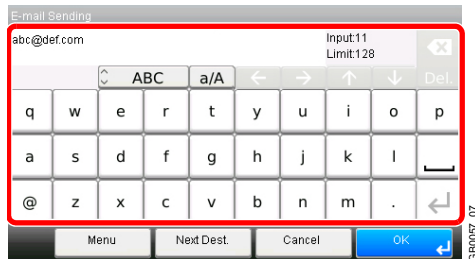 E-mail Sending
abc@def.com
Input:11
Limit:128
ABC a/A Del.
q w e r t y u i o p
a s d f g h j k l
@ z x c v b n m .
Menu Next Dest. Cancel OK
GB0057_07